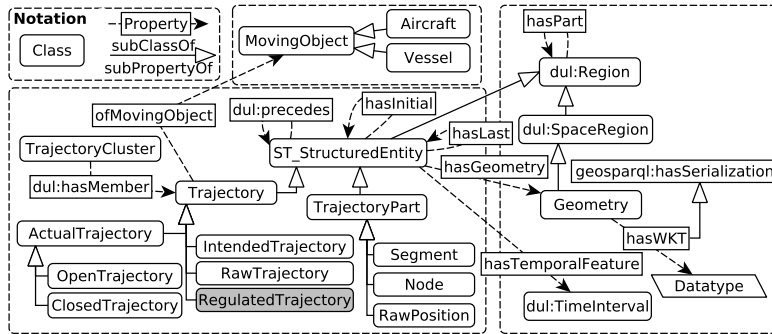 Notation
Property
Class
subClassOf
subPropertyOf
MovingObject
Aircraft
Vessel
hasPart
dul:Region
ofMovingObject
dul:precedes
hasInitial
hasLast
dul:SpaceRegion
TrajectoryCluster
ST_StructuredEntity
hasGeometry
geosparql:hasSerialization
dul:hasMember
Trajectory
TrajectoryPart
Geometry
ActualTrajectory
IntendedTrajectory
hasWKT
Segment
hasTemporalFeature
OpenTrajectory
RawTrajectory
Node
Datatype
ClosedTrajectory
RegulatedTrajectory
RawPosition
dul:TimeInterval